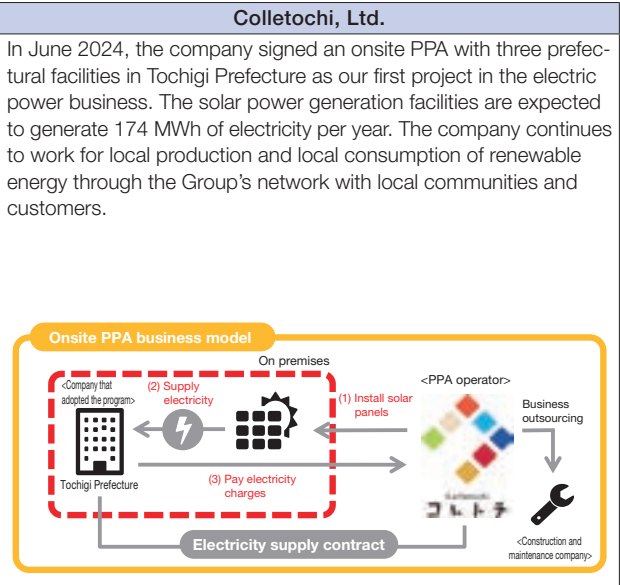 Colletochi, Ltd.
In June 2024, the company signed an onsite PPA with three prefec-
tural facilities in Tochigi Prefecture as our first project in the electric
power business. The solar power generation facilities are expected
to generate 174 MWh of electricity per year. The company continues
to work for local production and local consumption of renewable
energy through the Group’s network with local communities and
customers.
Onsite PPA business model
On premises
<Company that
adopted the program>
(2) Supply
electricity
Tochigi Prefecture
(1) Install solar
panels
(3) Pay electricity
charges
<PPA operator>
コレトチ
Business
outsourcing
<Construction and
maintenance company>
Electricity supply contract